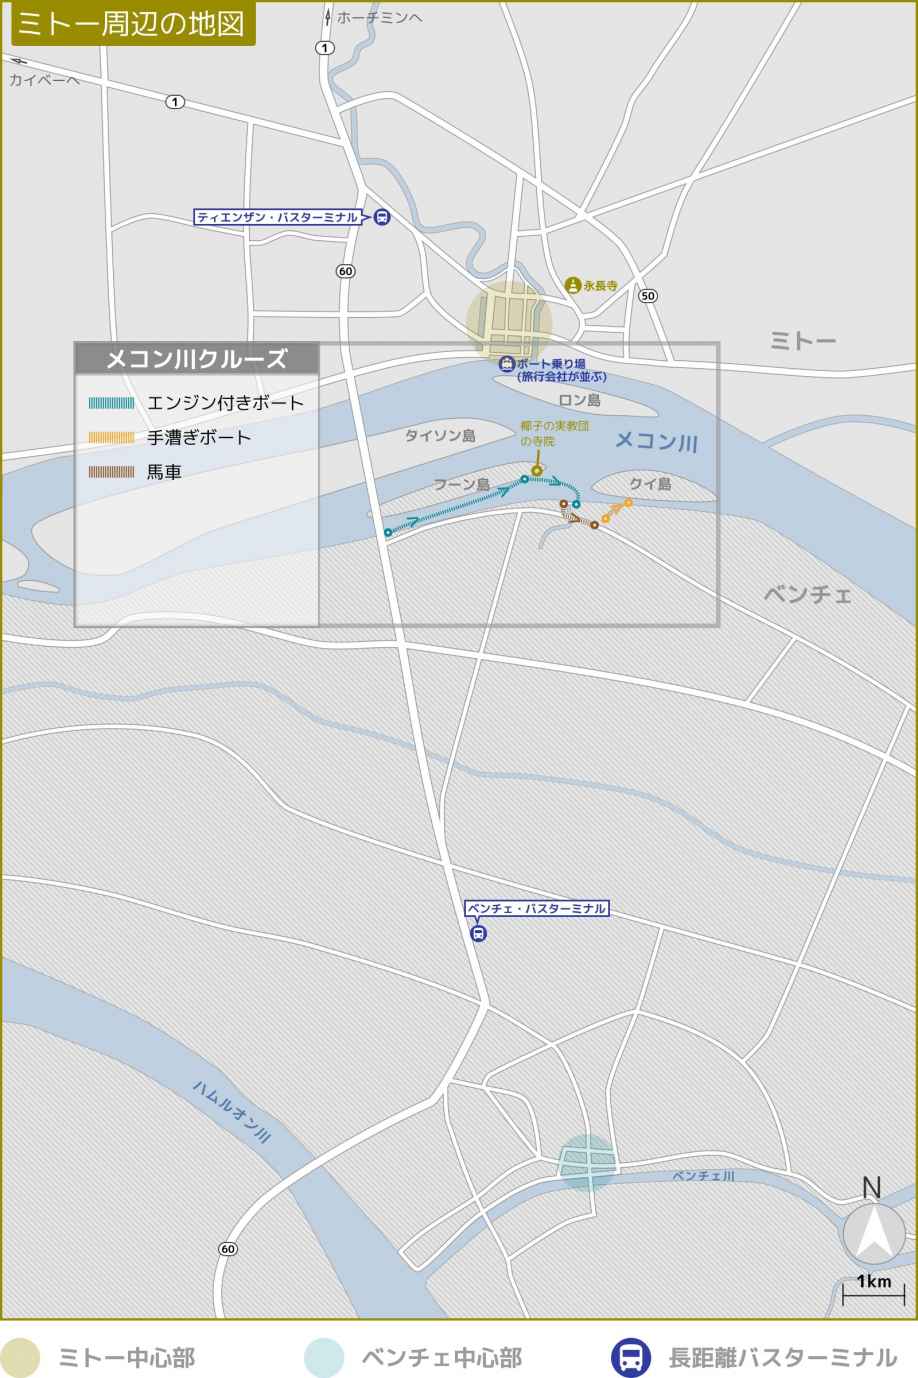 ミトー周辺の地図
ホーチミンへ
1
カイベーへ
1
ティエンザン・バスターミナル
60
永長寺
50
ミトー
メコン川クルーズ
エンジン付きボート
手漕ぎボート
馬車
ボート乗り場
(旅行会社が並ぶ)
ロン島
タイソン島
椰子の実教団
の寺院
メコン川
フーン島
クイ島
ベンチェ
ベンチェ・バスターミナル
ハムルオン川
ベンチェ川
N
60
1km
ミトー中心部
ベンチェ中心部
長距離バスターミナル